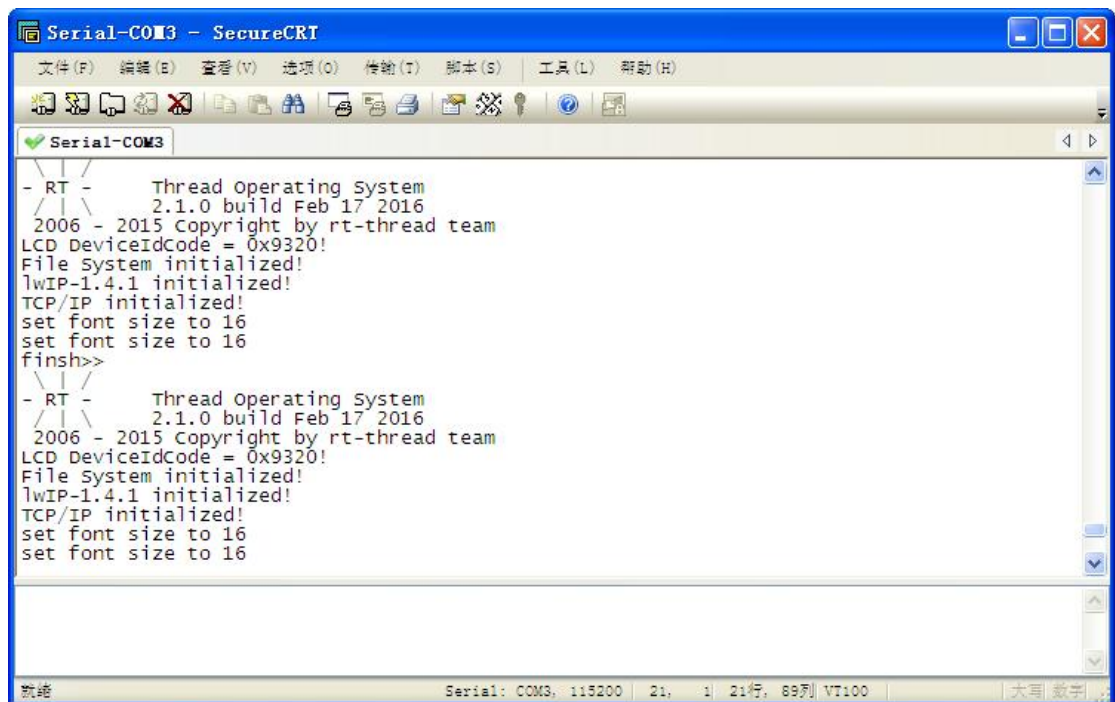 Serial-COM3 - SecureCRT
文件(F) 编辑(E) 查看(V) 选项(O) 传输(T) 脚本(S) 工具(L) 帮助(H)
Serial-COM3
\ | /
- RT - Thread Operating System
/ | \ 2.1.0 build Feb 17 2016
2006 - 2015 Copyright by rt-thread team
LCD DeviceIdCode = 0x9320!
File System initialized!
lwIP-1.4.1 initialized!
TCP/IP initialized!
set font size to 16
set font size to 16
finsh>>
\ | /
- RT - Thread Operating System
/ | \ 2.1.0 build Feb 17 2016
2006 - 2015 Copyright by rt-thread team
LCD DeviceIdCode = 0x9320!
File System initialized!
lwIP-1.4.1 initialized!
TCP/IP initialized!
set font size to 16
set font size to 16
就绪 Serial: COM3, 115200 21, 1 21行, 89列 VT100 大写 数字